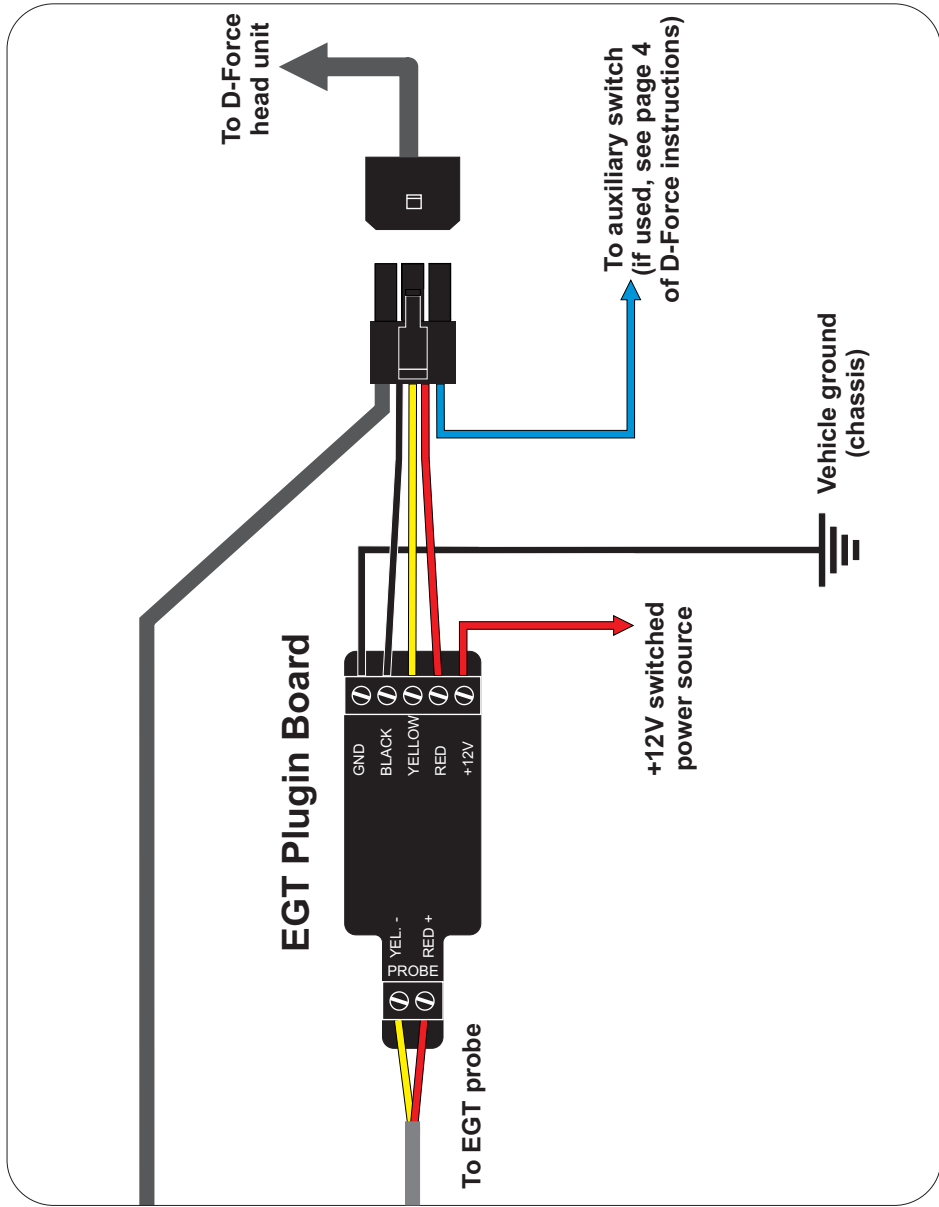 To D-Force
head unit
To auxiliary switch
(if used, see page 4
of D-Force instructions)
Vehicle ground
(chassis)
EGT Plugin Board
GND
BLACK
YELLOW
RED
+12V
YEL. -
RED +
PROBE
+12V switched
power source
To EGT probe